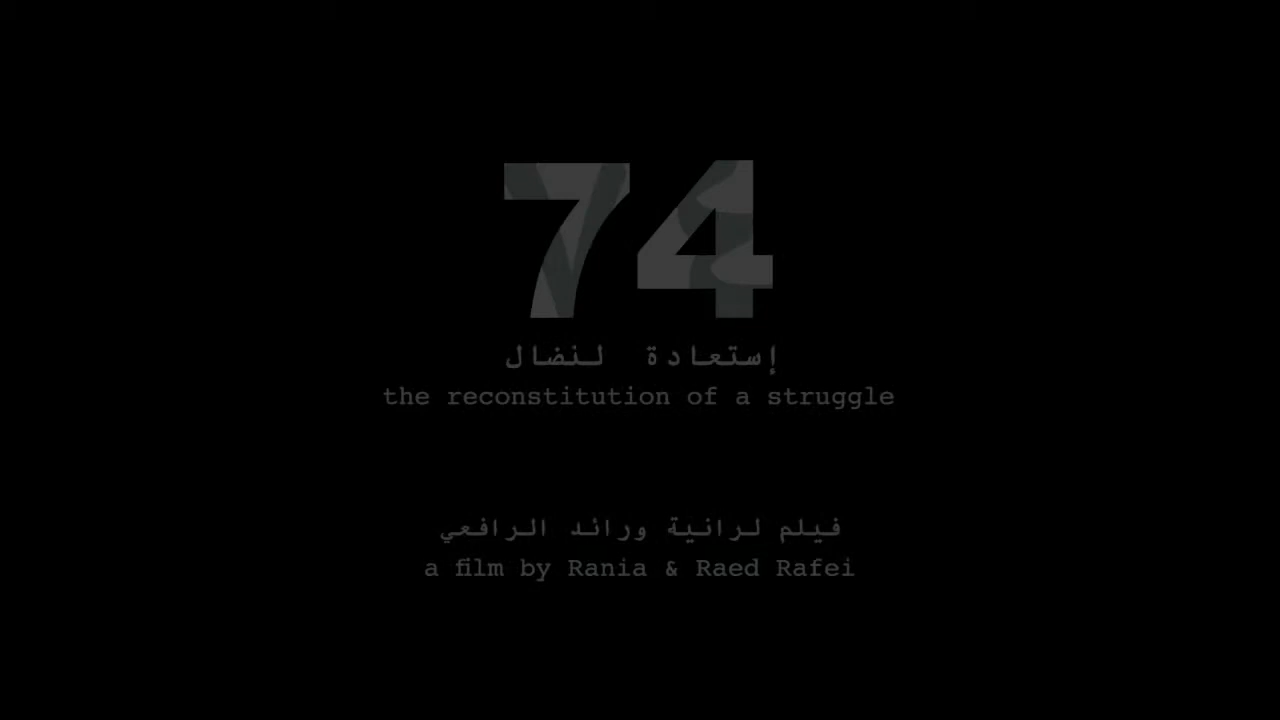 74
إستعادة لنضال
the reconstitution of a struggle
فيلم لرانية ورائد الرافعي
a film by Rania & Raed Rafei